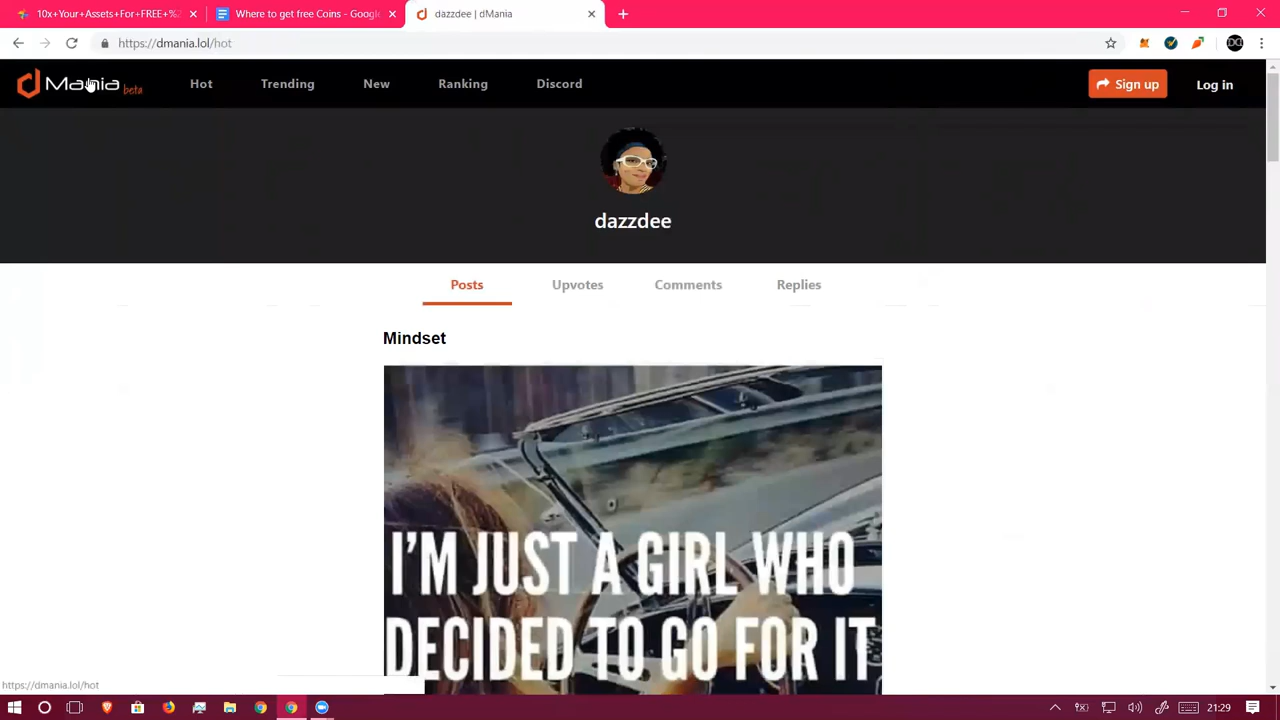 10x+Your+Assets+For+FREE+%
Where to get free Coins - Google
dazzdee | dMania
https://dmania.lol/hot
dMania beta
Hot
Trending
New
Ranking
Discord
Sign up
Log in
dazzdee
Posts
Upvotes
Comments
Replies
Mindset
I'M JUST A GIRL WHO
DECIDED TO GO FOR IT
https://dmania.lol/hot
21:29